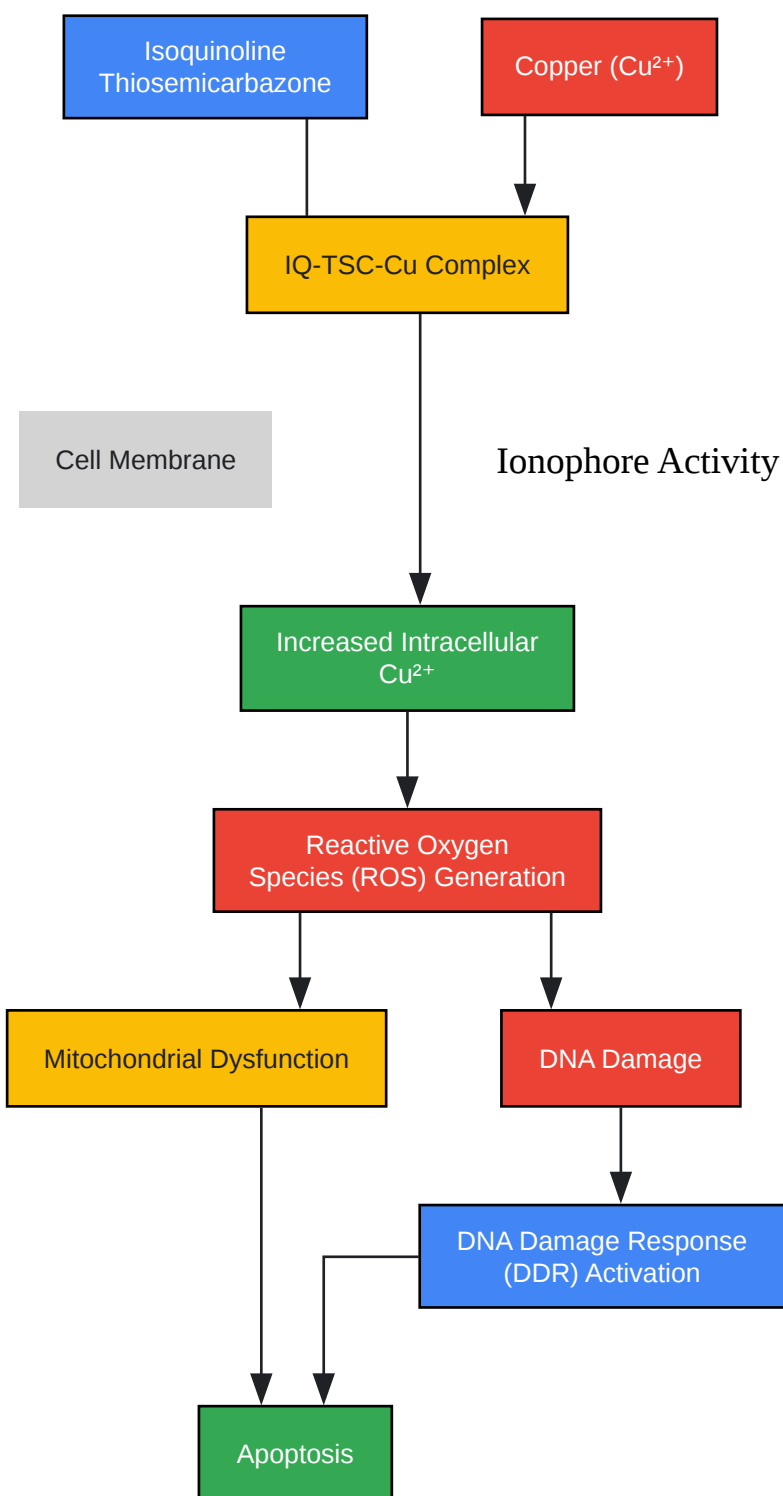 Isoquinoline
Thiosemicarbazone
Copper (Cu²⁺)
IQ-TSC-Cu Complex
Cell Membrane
Ionophore Activity
Increased Intracellular
Cu²⁺
Reactive Oxygen
Species (ROS) Generation
Mitochondrial Dysfunction
DNA Damage
DNA Damage Response
(DDR) Activation
Apoptosis